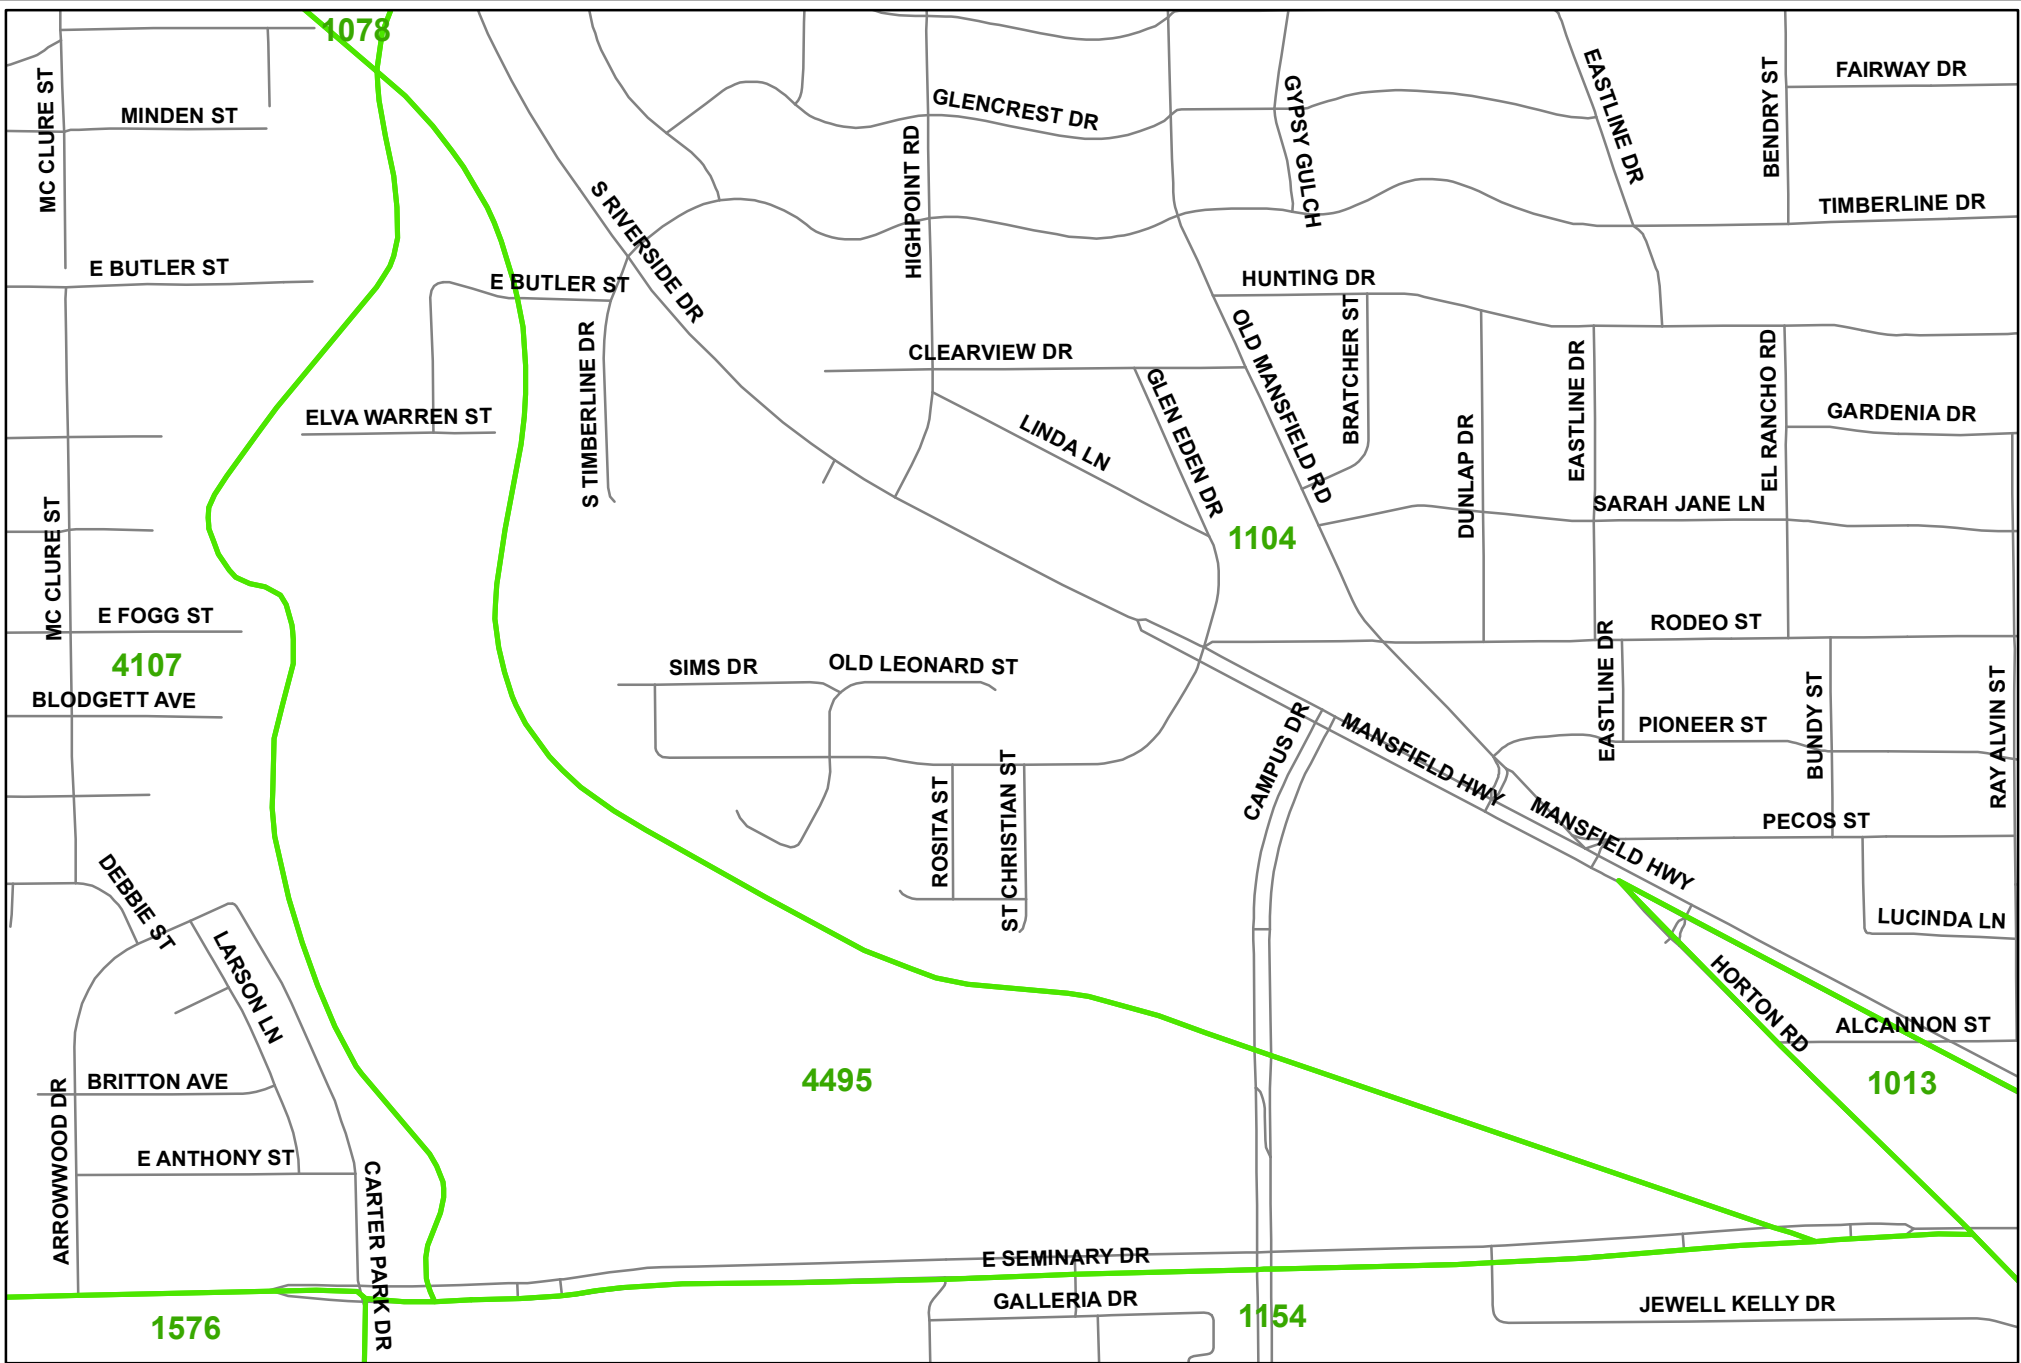 1078
MC CLURE ST
MINDEN ST
GLENCREST DR
GYPSY GULCH
EASTLINE DR
BENDRY ST
FAIRWAY DR
HIGHPOINT RD
TIMBERLINE DR
S RIVERSIDE DR
E BUTLER ST
E BUTLER ST
HUNTING DR
S TIMBERLINE DR
CLEARVIEW DR
OLD MANSFIELD RD
BRATCHER ST
EASTLINE DR
EL RANCHO RD
ELVA WARREN ST
LINDA LN
GLEN EDEN DR
DUNLAP DR
GARDENIA DR
SARAH JANE LN
MC CLURE ST
1104
E FOGG ST
RODEO ST
4107
SIMS DR
OLD LEONARD ST
EASTLINE DR
BLODGETT AVE
CAMPUS DR
MANSFIELD HWY
PIONEER ST
BUNDY ST
RAY ALVIN ST
ROSITA ST
ST CHRISTIAN ST
MANSFIELD HWY
PECOS ST
DEBBIE ST
LARSON LN
LUCINDA LN
HORTON RD
ALCANNON ST
BRITTON AVE
4495
1013
ARROWWOOD DR
E ANTHONY ST
CARTER PARK DR
E SEMINARY DR
GALLERIA DR
1154
JEWELL KELLY DR
1576